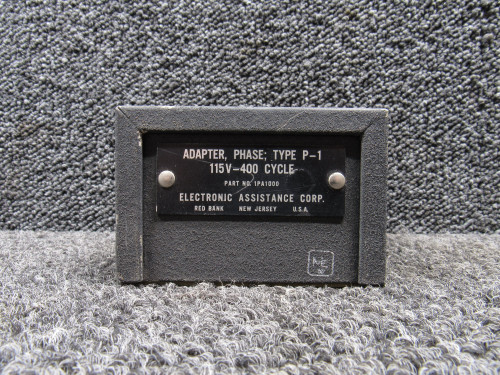 ADAPTER, PHASE; TYPE P-1
115V-400 CYCLE
PART NO. 1PA1000
ELECTRONIC ASSISTANCE CORP.
RED BANK NEW JERSEY U.S.A.